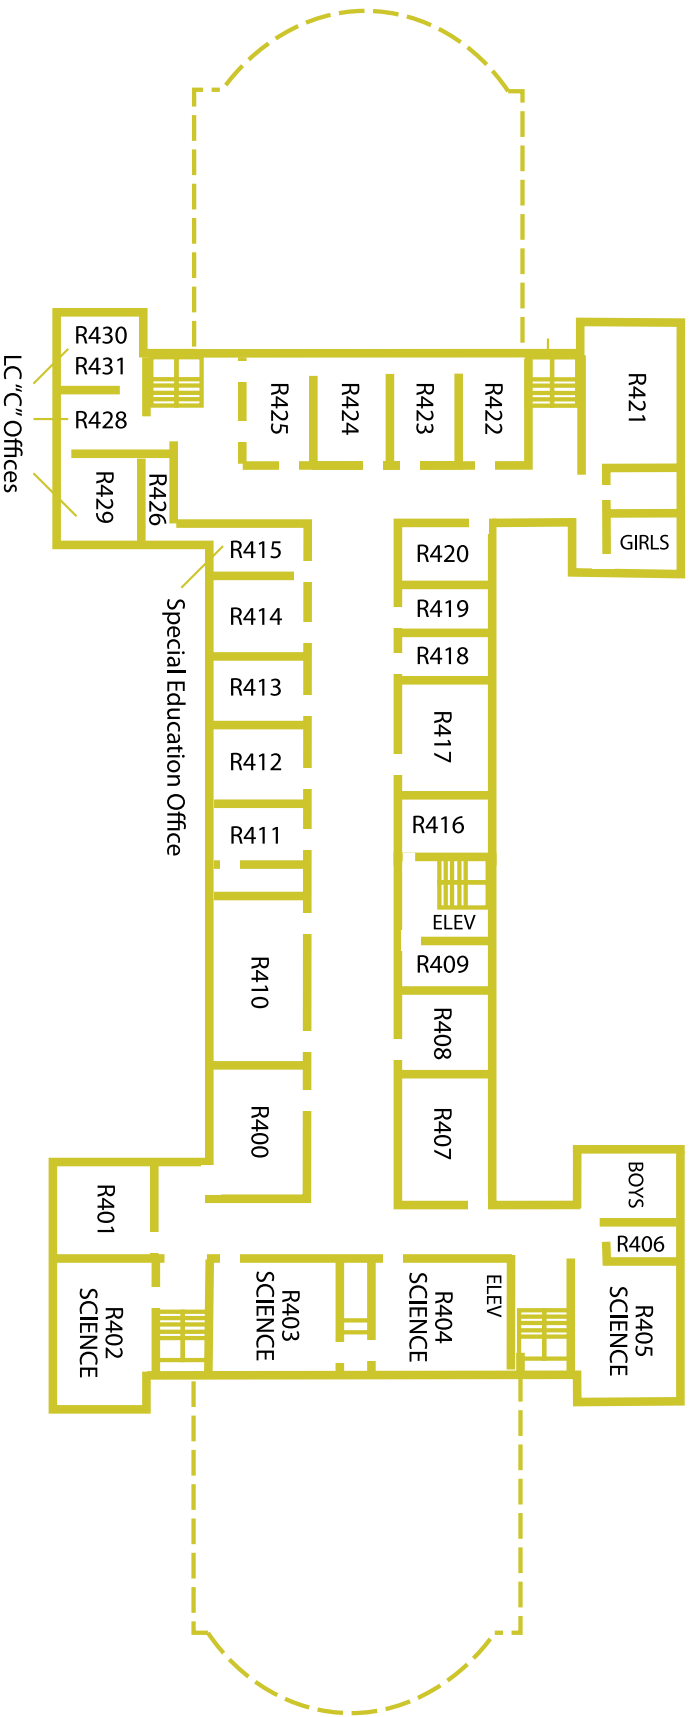 R430
R431
R428
LC "C" Offices
R429
R426
R425
R424
R423
R422
R421
GIRLS
R415
Special Education Office
R414
R413
R412
R411
R410
R400
R420
R419
R418
R417
R416
ELEV
R409
R408
R407
BOYS
R406
R401
R402
SCIENCE
R403
SCIENCE
R404
SCIENCE
ELEV
R405
SCIENCE